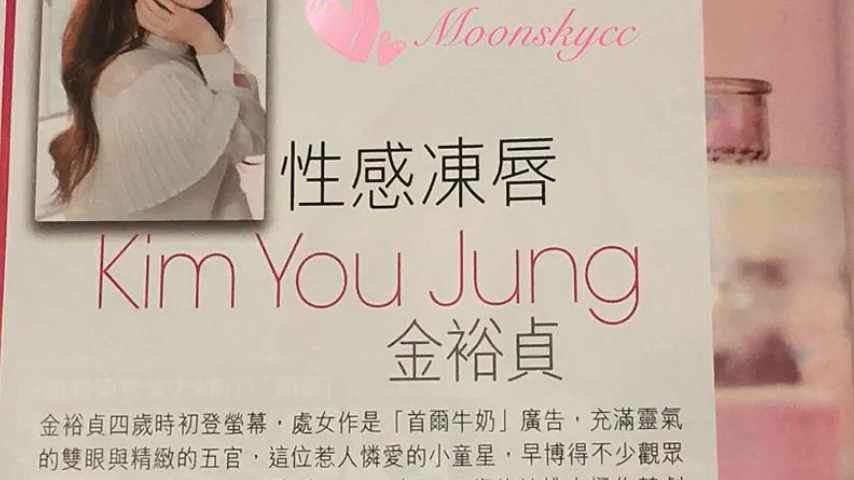 Moonskycc
性感凍唇
Kim You Jung
金裕貞
金裕貞四歲時初登螢幕，處女作是「首爾牛奶」廣告，充滿靈氣
的雙眼與精緻的五官，這位惹人憐愛的小童星，早博得不少觀眾